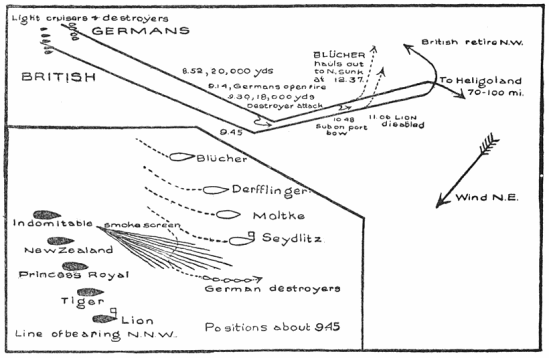 Light cruisers & destroyers
GERMANS
BRITISH
8.52, 20,000 yds
9.14, Germans open fire
9.30, 18,000 yds
Destroyer attack
9.45
BLÜCHER
hauls out
to N. sunk
at 12.37.
British retire N.W.
To Heligoland
70-100 mi.
10.48
Sub on port
bow
11.06 LION
disabled
Wind N.E.
Blücher
Derfflinger
Moltke
Seydlitz
Indomitable
smoke screen
New Zealand
Princess Royal
Tiger
Lion
German destroyers
Line of bearing N.N.W.
Positions about 945